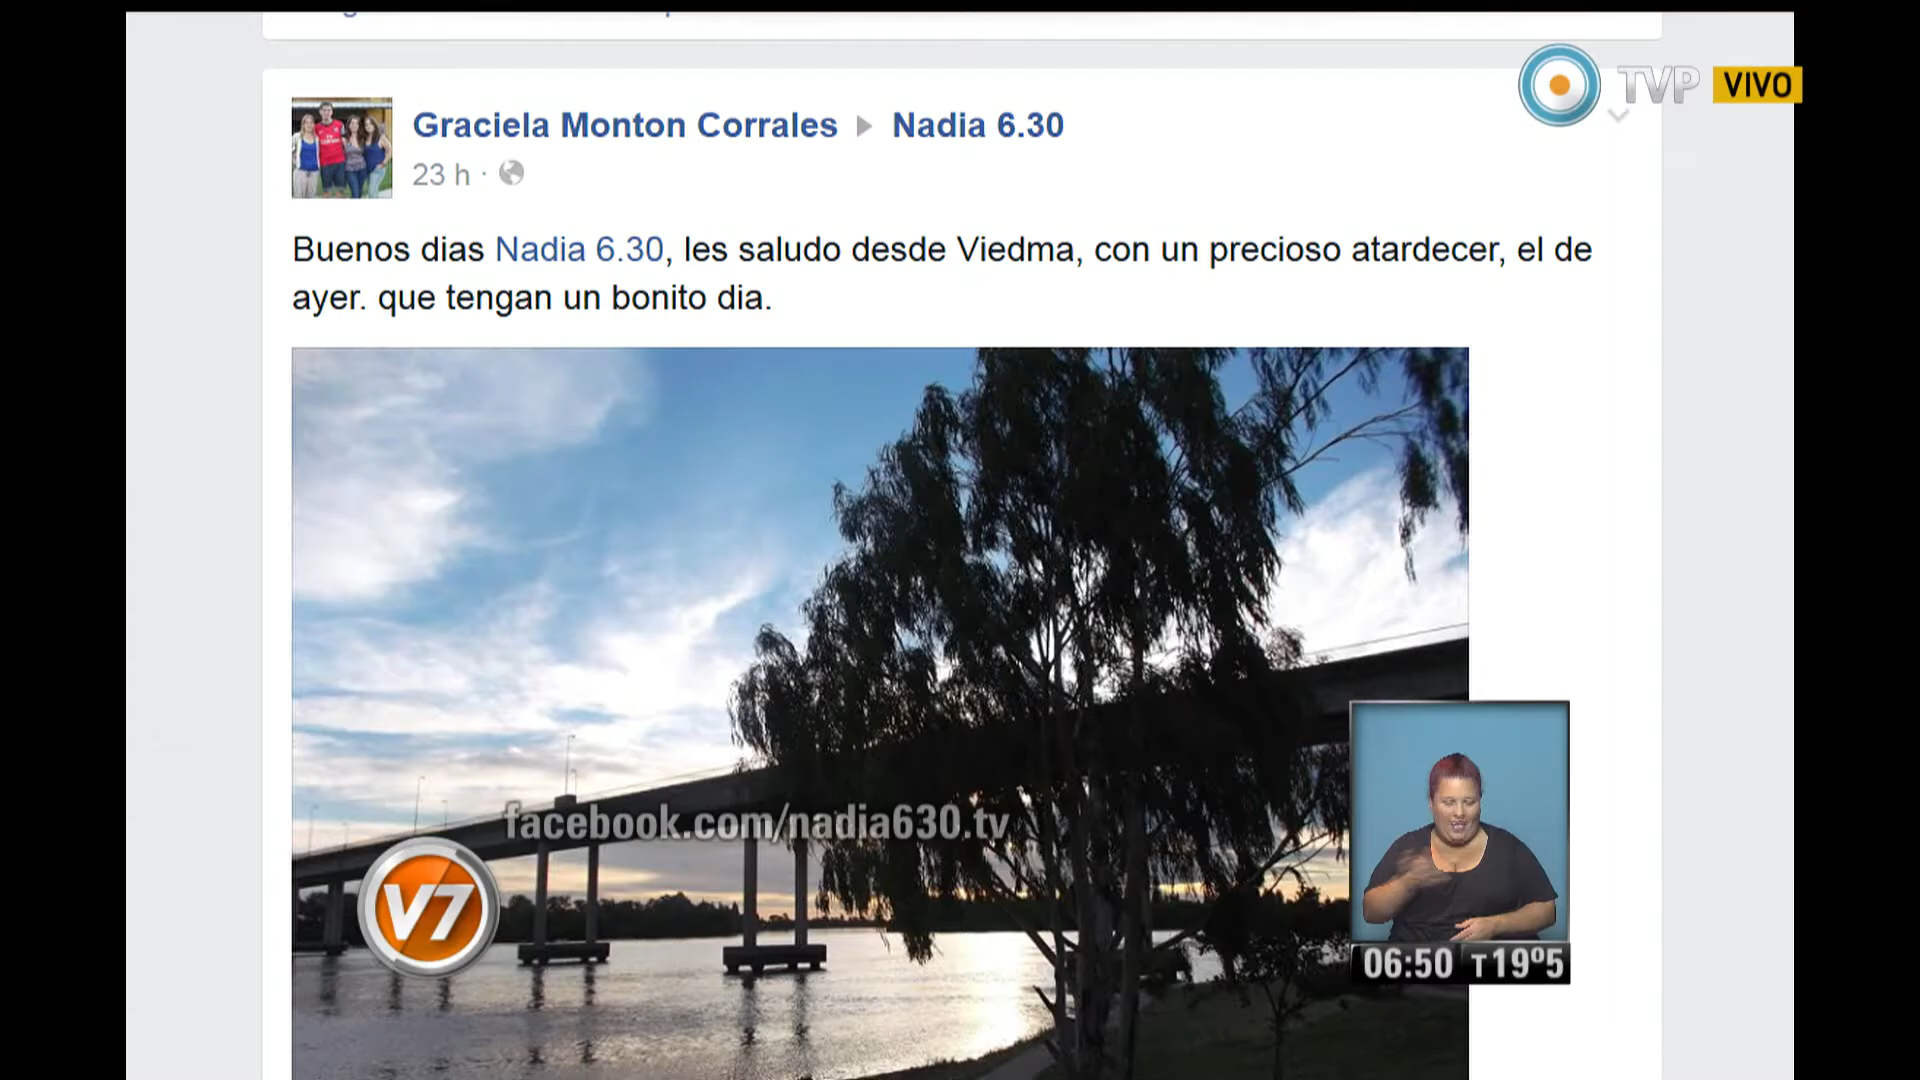 TVP VIVO
Graciela Monton Corrales Nadia 6.30
23 h ·
Buenos dias Nadia 6.30, les saludo desde Viedma, con un precioso atardecer, el de
ayer. que tengan un bonito dia.
facebook.com/nadia630.tv
V7
06:50 T19º5